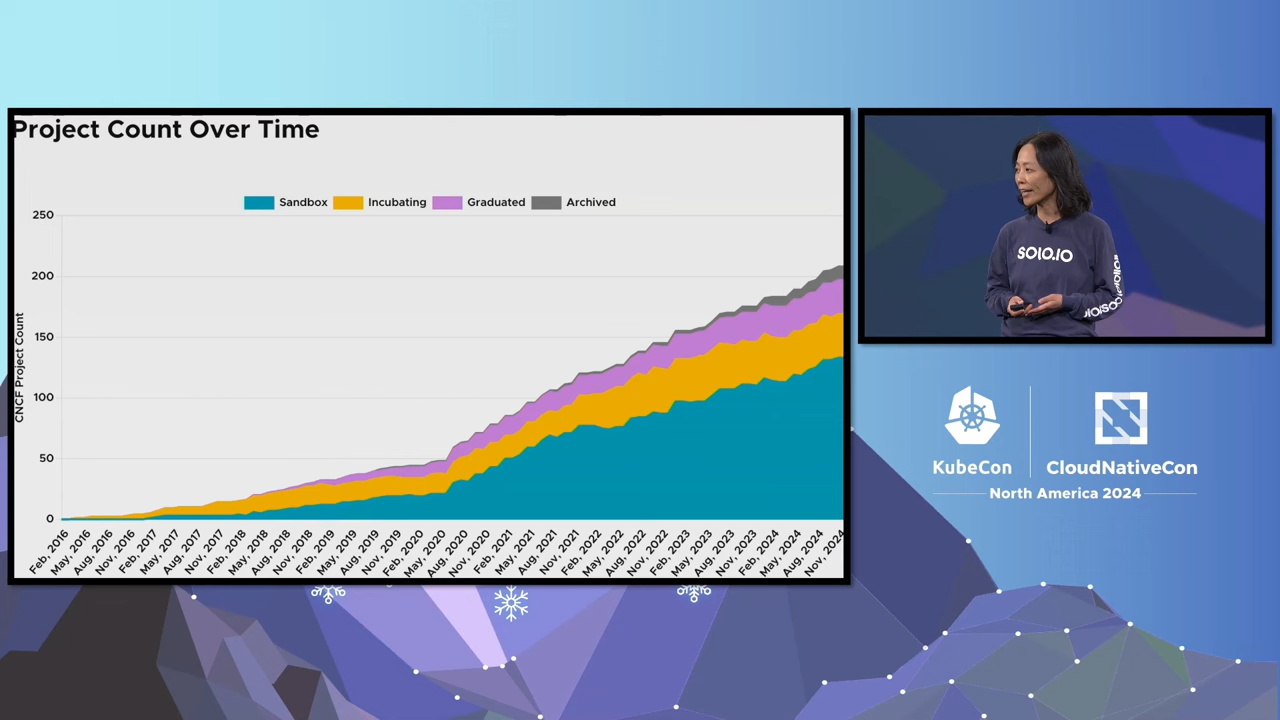 Project Count Over Time
Sandbox Incubating Graduated Archived
CNCF Project Count
250
200
150
100
50
0
Feb, 2016 May, 2016 Aug, 2016 Nov, 2016 Feb, 2017 May, 2017 Aug, 2017 Nov, 2017 Feb, 2018 May, 2018 Aug, 2018 Nov, 2018 Feb, 2019 May, 2019 Aug, 2019 Nov, 2019 Feb, 2020 May, 2020 Aug, 2020 Nov, 2020 Feb, 2021 May, 2021 Aug, 2021 Nov, 2021 Feb, 2022 May, 2022 Aug, 2022 Nov, 2022 Feb, 2023 May, 2023 Aug, 2023 Nov, 2023 Feb, 2024 May, 2024 Aug, 2024 Nov, 2024
SOLO.IO
KubeCon CloudNativeCon
North America 2024